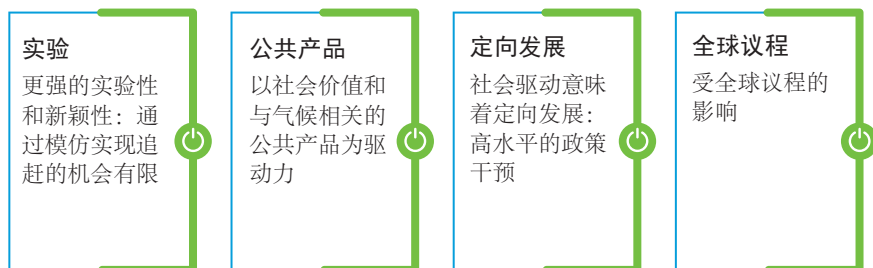 实验
更强的实验性
和新颖性：通
过模仿实现追
赶的机会有限
公共产品
以社会价值和
与气候相关的
公共产品为驱
动力
定向发展
社会驱动意味
着定向发展：
高水平的政策
干预
全球议程
受全球议程的
影响